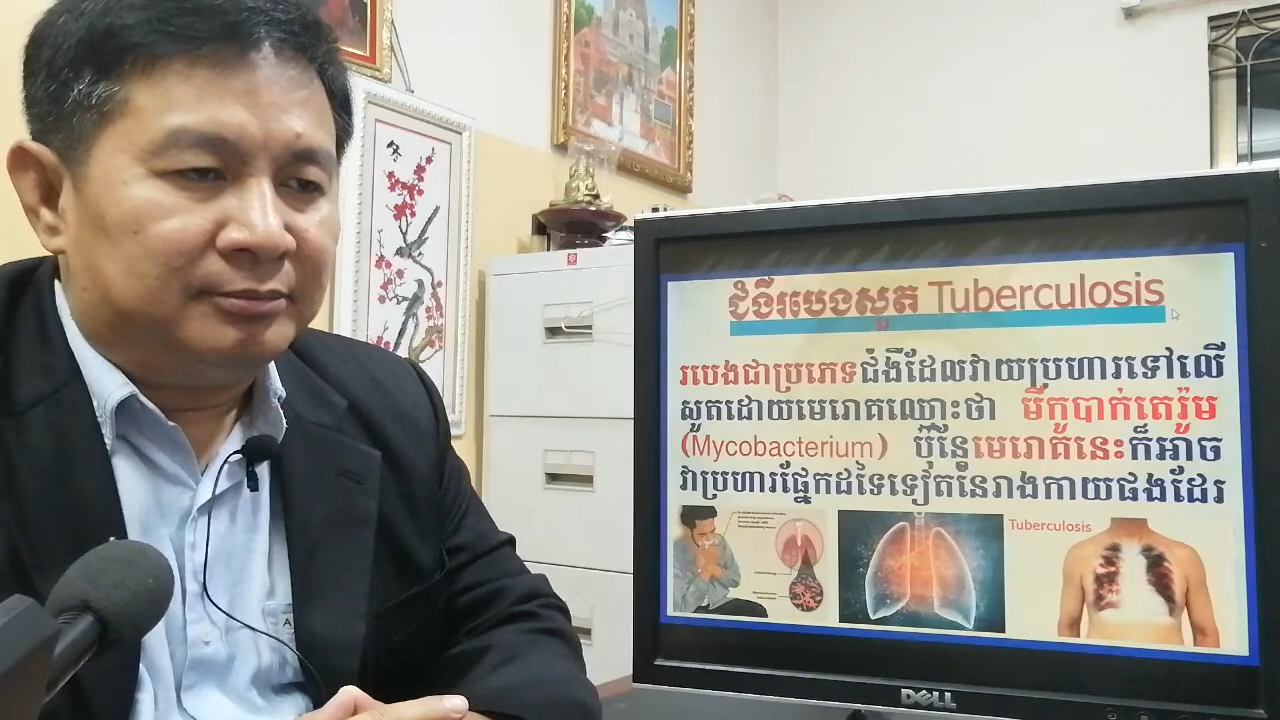 冬
ជំងឺរបេងសួត Tuberculosis
របេងជាប្រភេទជំងឺដែលវាយប្រហារទៅលើ
សួតដោយមេរោគឈ្មោះថា មីកូបាក់តេរ៉ូម
(Mycobacterium) ប៉ុន្តែមេរោគនេះក៏អាច
វាប្រហារផ្នែកដទៃទៀតនៃរាងកាយផងដែរ
Tuberculosis
DELL